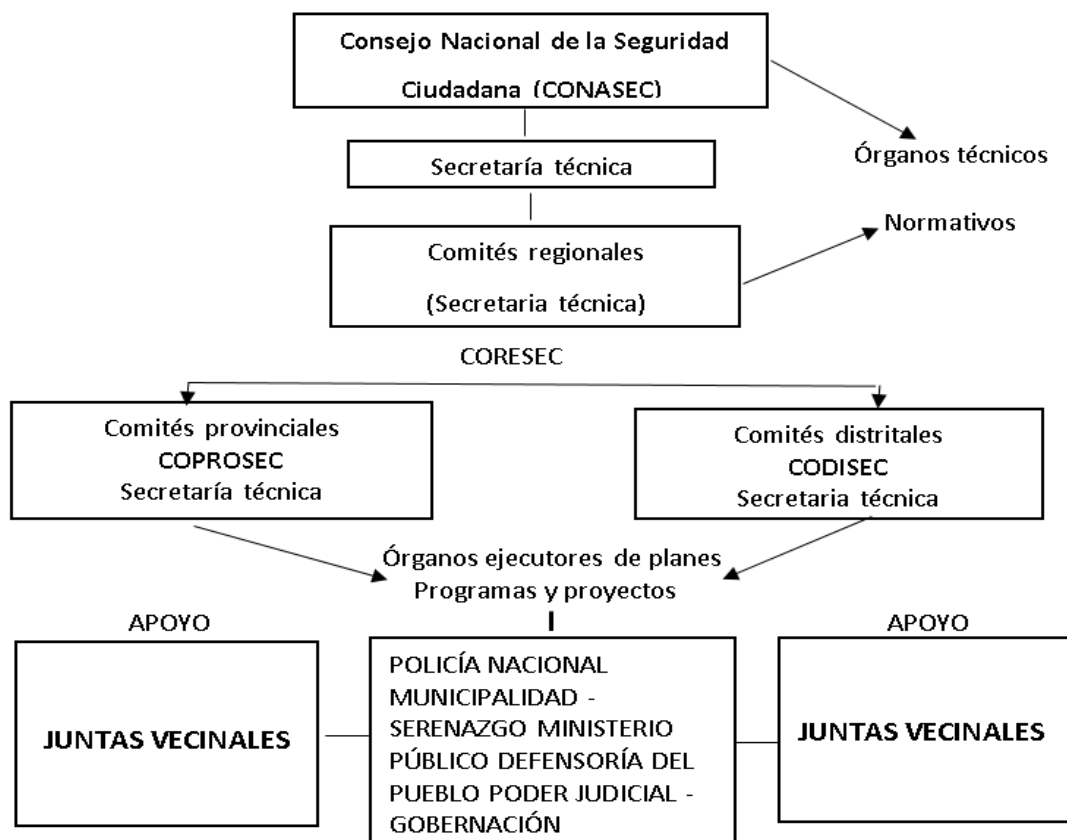 Consejo Nacional de la Seguridad
Ciudadana (CONASEC)
Órganos técnicos
Secretaría técnica
Normativos
Comités regionales
(Secretaria técnica)
CORESEC
Comités provinciales
COPROSEC
Secretaría técnica
Comités distritales
CODISEC
Secretaria técnica
Órganos ejecutores de planes
Programas y proyectos
APOYO
JUNTAS VECINALES
POLICÍA NACIONAL
MUNICIPALIDAD -
SERENAZGO MINISTERIO
PÚBLICO DEFENSORÍA DEL
PUEBLO PODER JUDICIAL -
GOBERNACIÓN
APOYO
JUNTAS VECINALES